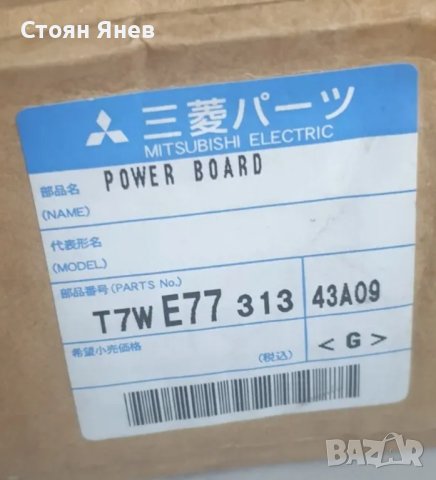 Стоян Янев
三菱パーツ
MITSUBISHI ELECTRIC
部品名
(NAME)
POWER BOARD
代表形名
(MODEL)
部品番号(PARTS No.)
T7W E77 313 43A09
希望小売価格
(税込)
<G>
BAZAR